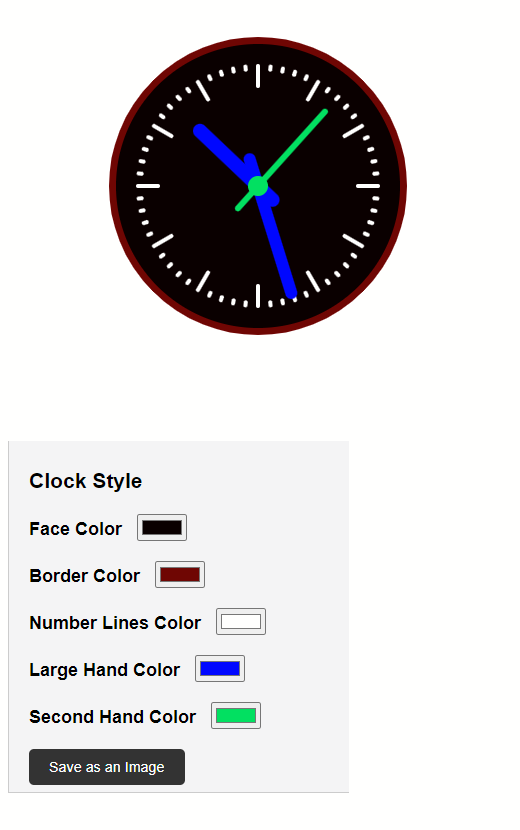 Clock Style
Face Color
Border Color
Number Lines Color
Large Hand Color
Second Hand Color
Save as an Image